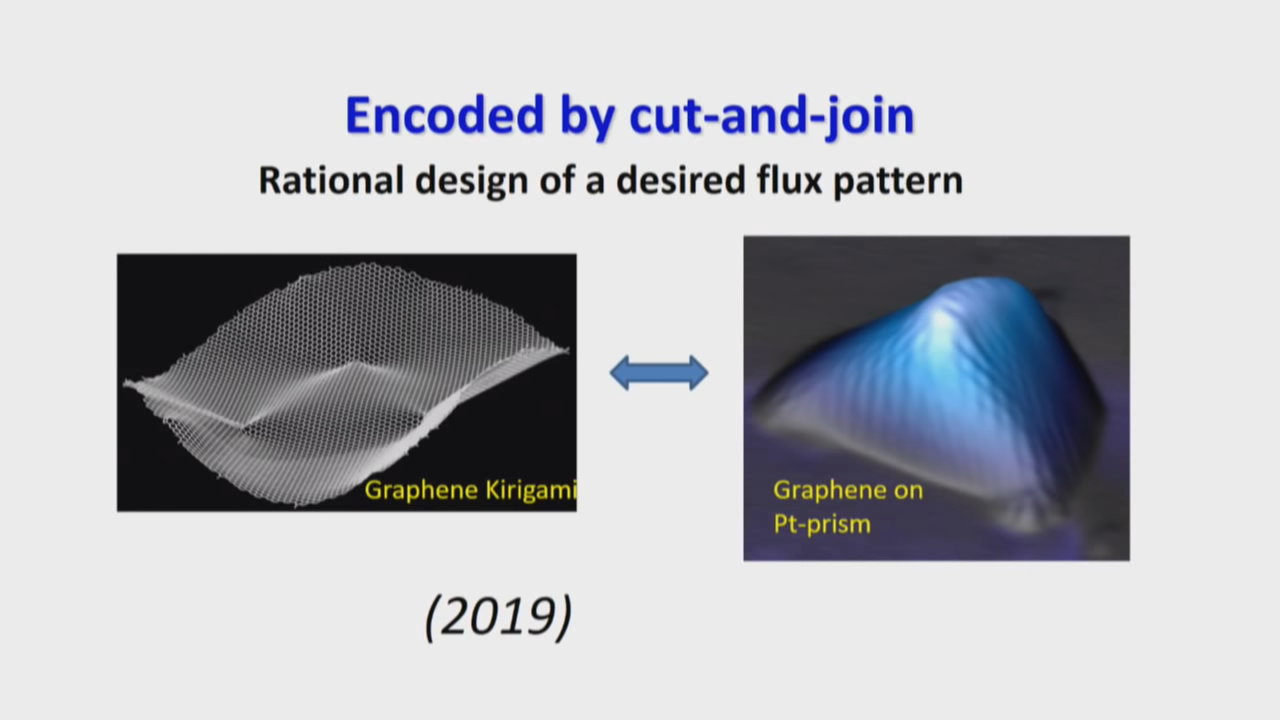 Encoded by cut-and-join
Rational design of a desired flux pattern
Graphene Kirigami
Graphene on
Pt-prism
(2019)